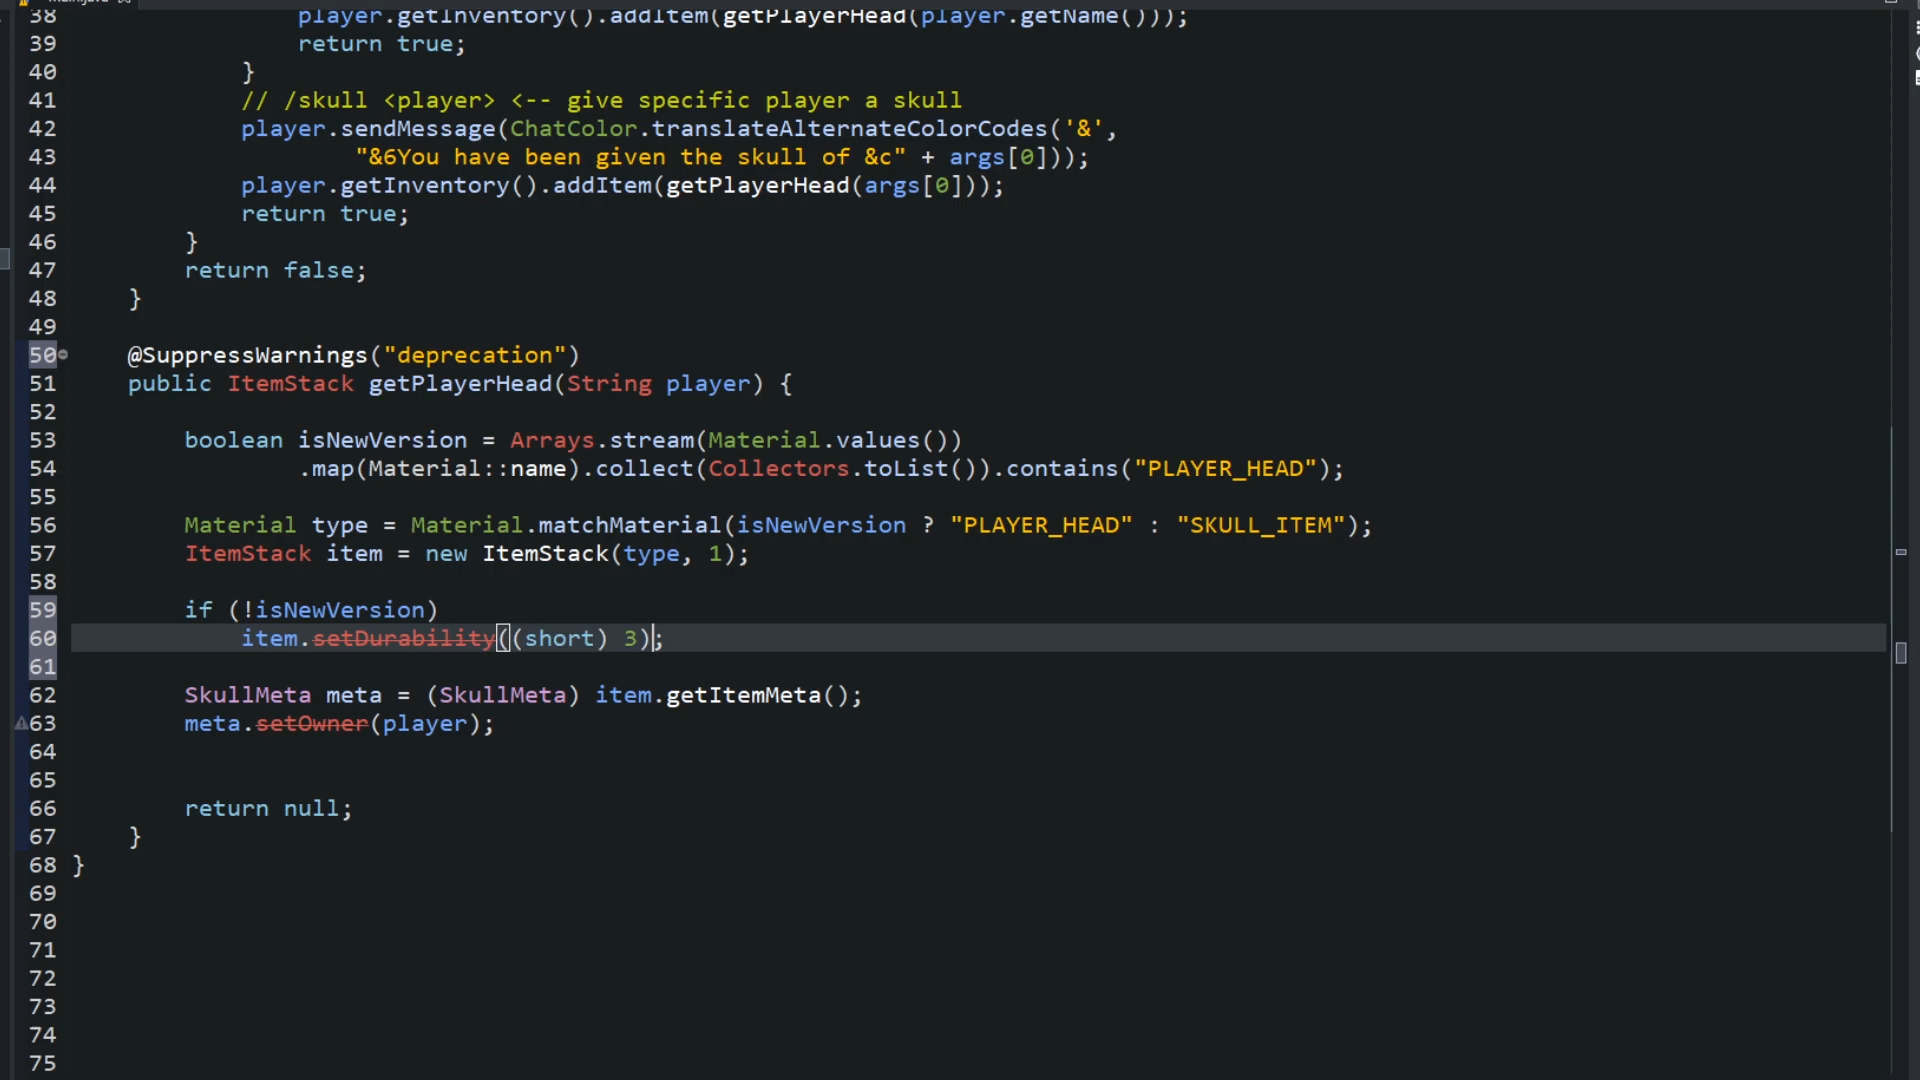 Main.java
38 player.getInventory().addItem(getPlayerHead(player.getName()));
39 return true;
40 }
41 // /skull <player> <-- give specific player a skull
42 player.sendMessage(ChatColor.translateAlternateColorCodes('&',
43 "&6You have been given the skull of &c" + args[0]));
44 player.getInventory().addItem(getPlayerHead(args[0]));
45 return true;
46 }
47 return false;
48 }
49
50 @SuppressWarnings("deprecation")
51 public ItemStack getPlayerHead(String player) {
52
53 boolean isNewVersion = Arrays.stream(Material.values())
54 .map(Material::name).collect(Collectors.toList()).contains("PLAYER_HEAD");
55
56 Material type = Material.matchMaterial(isNewVersion ? "PLAYER_HEAD" : "SKULL_ITEM");
57 ItemStack item = new ItemStack(type, 1);
58
59 if (!isNewVersion)
60 item.setDurability((short) 3);
61
62 SkullMeta meta = (SkullMeta) item.getItemMeta();
63 meta.setOwner(player);
64
65
66 return null;
67 }
68 }
69
70
71
72
73
74
75